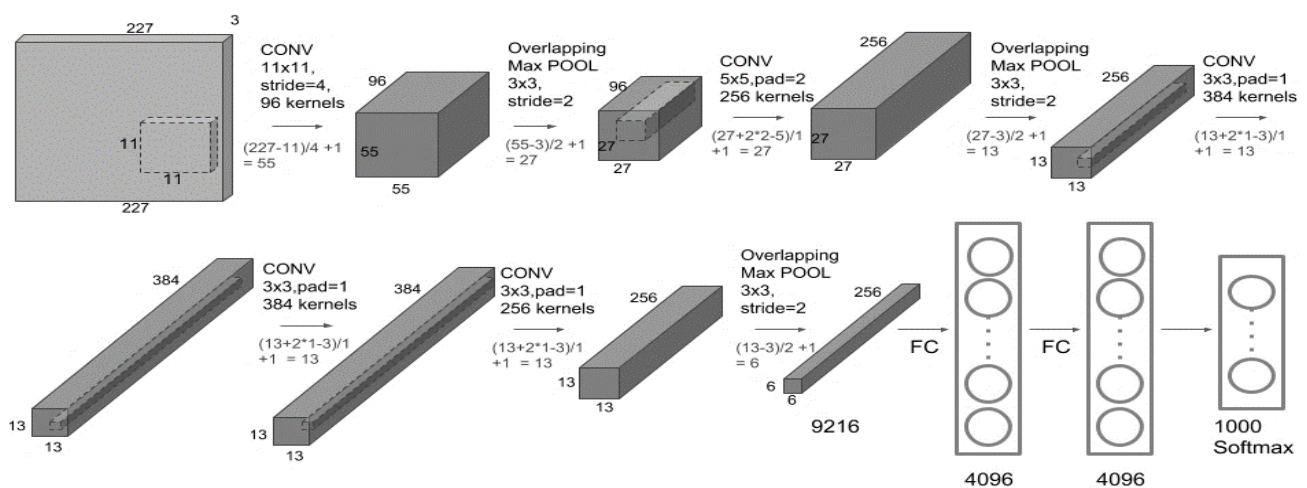 227
3
11
11
227
CONV
11x11,
stride=4,
96 kernels
(227-11)/4 +1
= 55
96
55
55
Overlapping
Max POOL
3x3,
stride=2
(55-3)/2 +1
= 27
96
27
27
CONV
5x5,pad=2
256 kernels
(27+2*2-5)/1
+1 = 27
256
27
27
Overlapping
Max POOL
3x3,
stride=2
(27-3)/2 +1
= 13
256
13
13
CONV
3x3,pad=1
384 kernels
(13+2*1-3)/1
+1 = 13
384
13
13
CONV
3x3,pad=1
384 kernels
(13+2*1-3)/1
+1 = 13
384
13
13
CONV
3x3,pad=1
256 kernels
(13+2*1-3)/1
+1 = 13
256
13
13
Overlapping
Max POOL
3x3,
stride=2
(13-3)/2 +1
= 6
256
6
6
9216
FC
4096
FC
4096
1000
Softmax